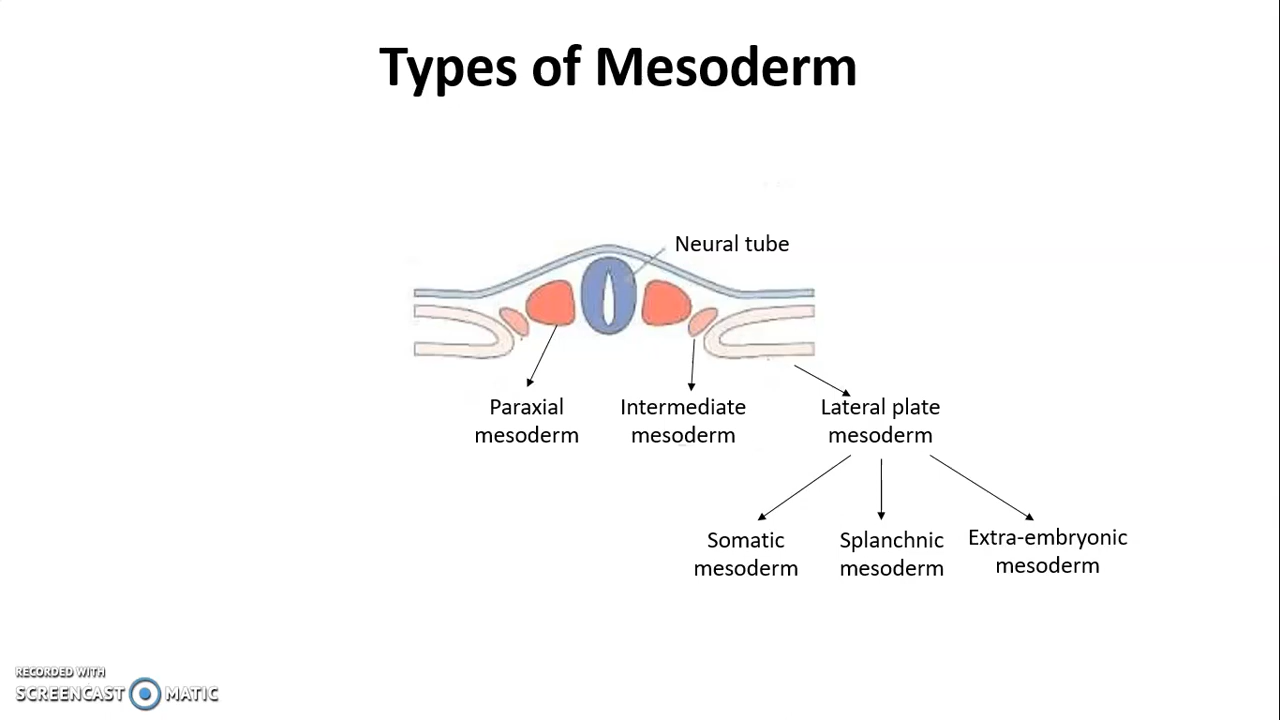 Types of Mesoderm
Neural tube
Paraxial
mesoderm
Intermediate
mesoderm
Lateral plate
mesoderm
Somatic
mesoderm
Splanchnic
mesoderm
Extra-embryonic
mesoderm
RECORDED WITH
SCREENCAST MATIC